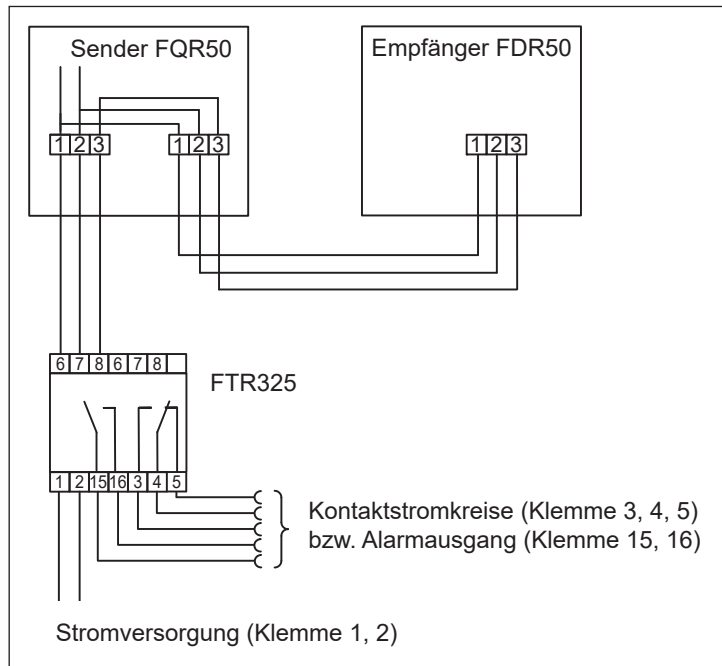 Sender FQR50
Empfänger FDR50
1 2 3 1 2 3
1 2 3
6 7 8 6 7 8
FTR325
1 2 15 16 3 4 5
Kontaktstromkreise (Klemme 3, 4, 5)
bzw. Alarmausgang (Klemme 15, 16)
Stromversorgung (Klemme 1, 2)